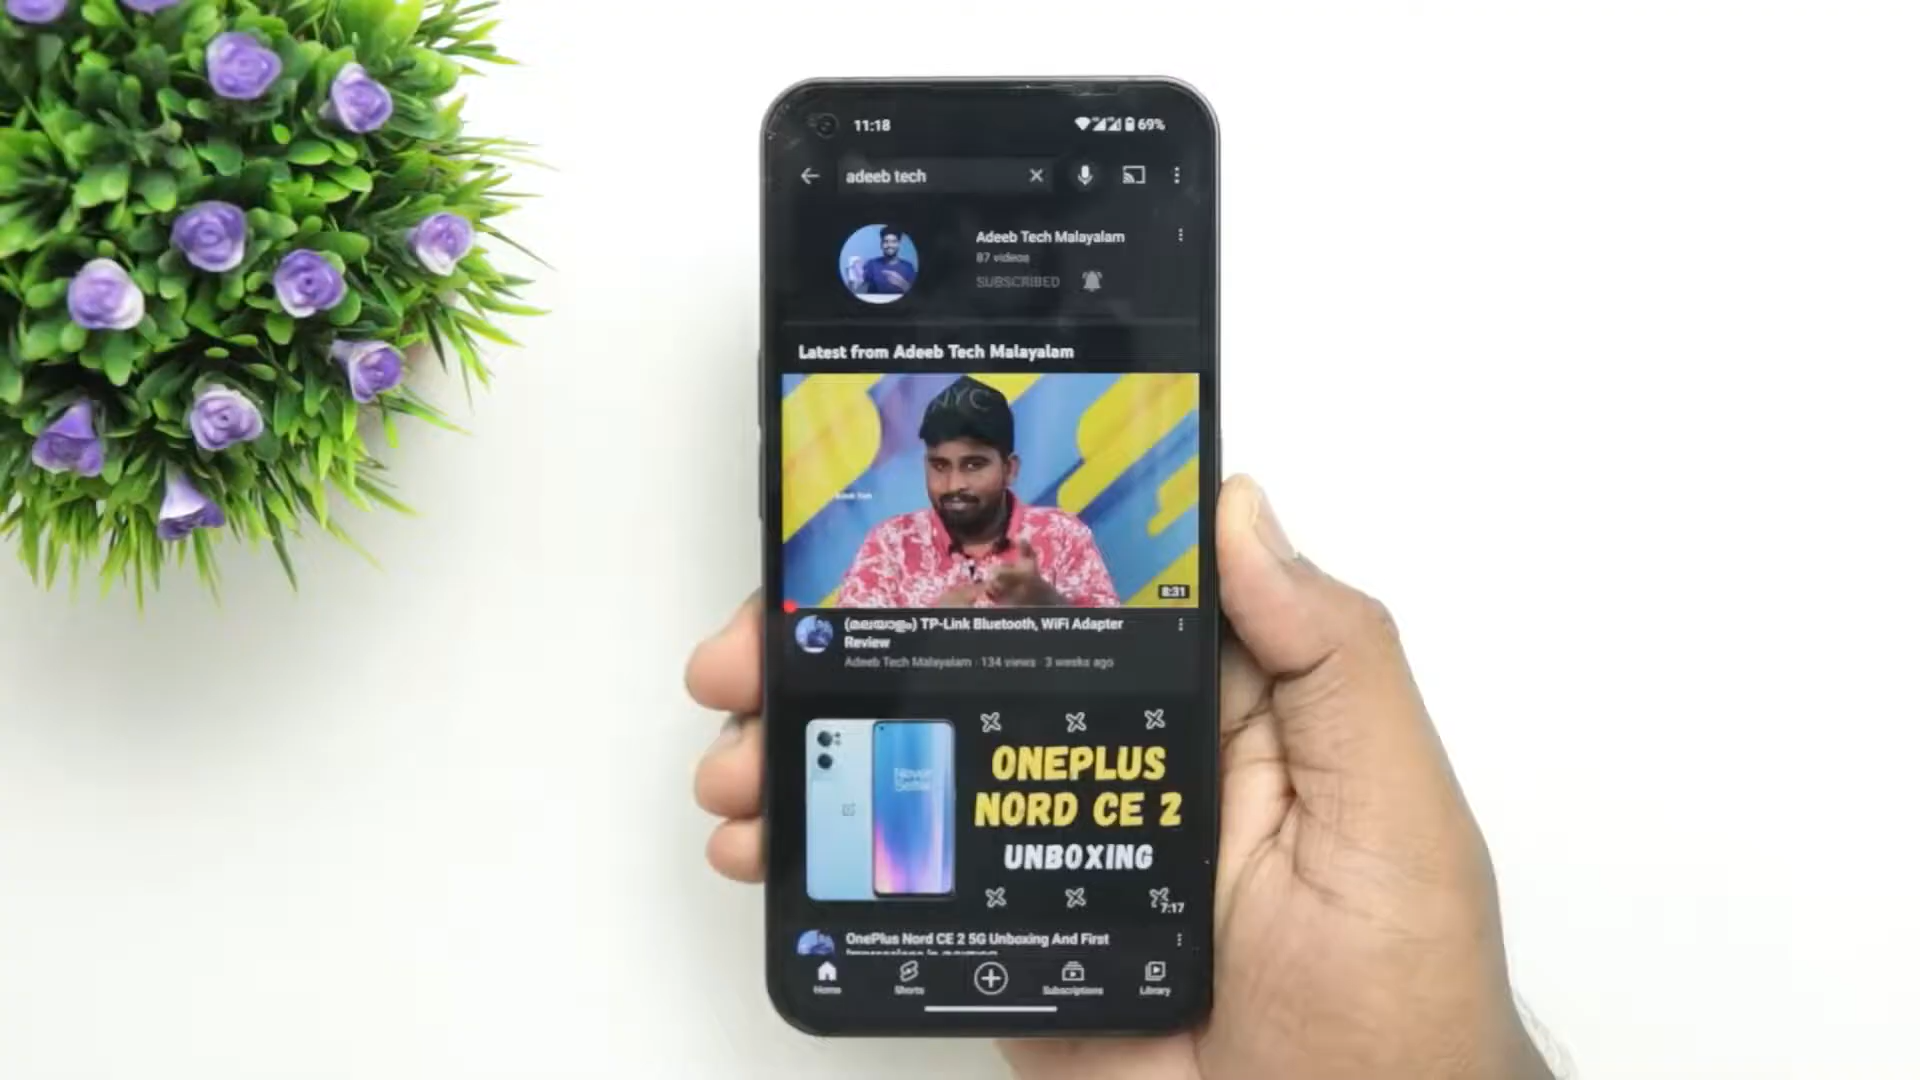 11:18
69%
adeeb tech
Adeeb Tech Malayalam
87 videos
SUBSCRIBED
Latest from Adeeb Tech Malayalam
NYC
8:31
(മലയാളം) TP-Link Bluetooth, WiFi Adapter
Review
Adeeb Tech Malayalam · 134 views · 3 weeks ago
ONEPLUS
NORD CE 2
UNBOXING
7:17
OnePlus Nord CE 2 5G Unboxing And First
Home
Shorts
Subscriptions
Library